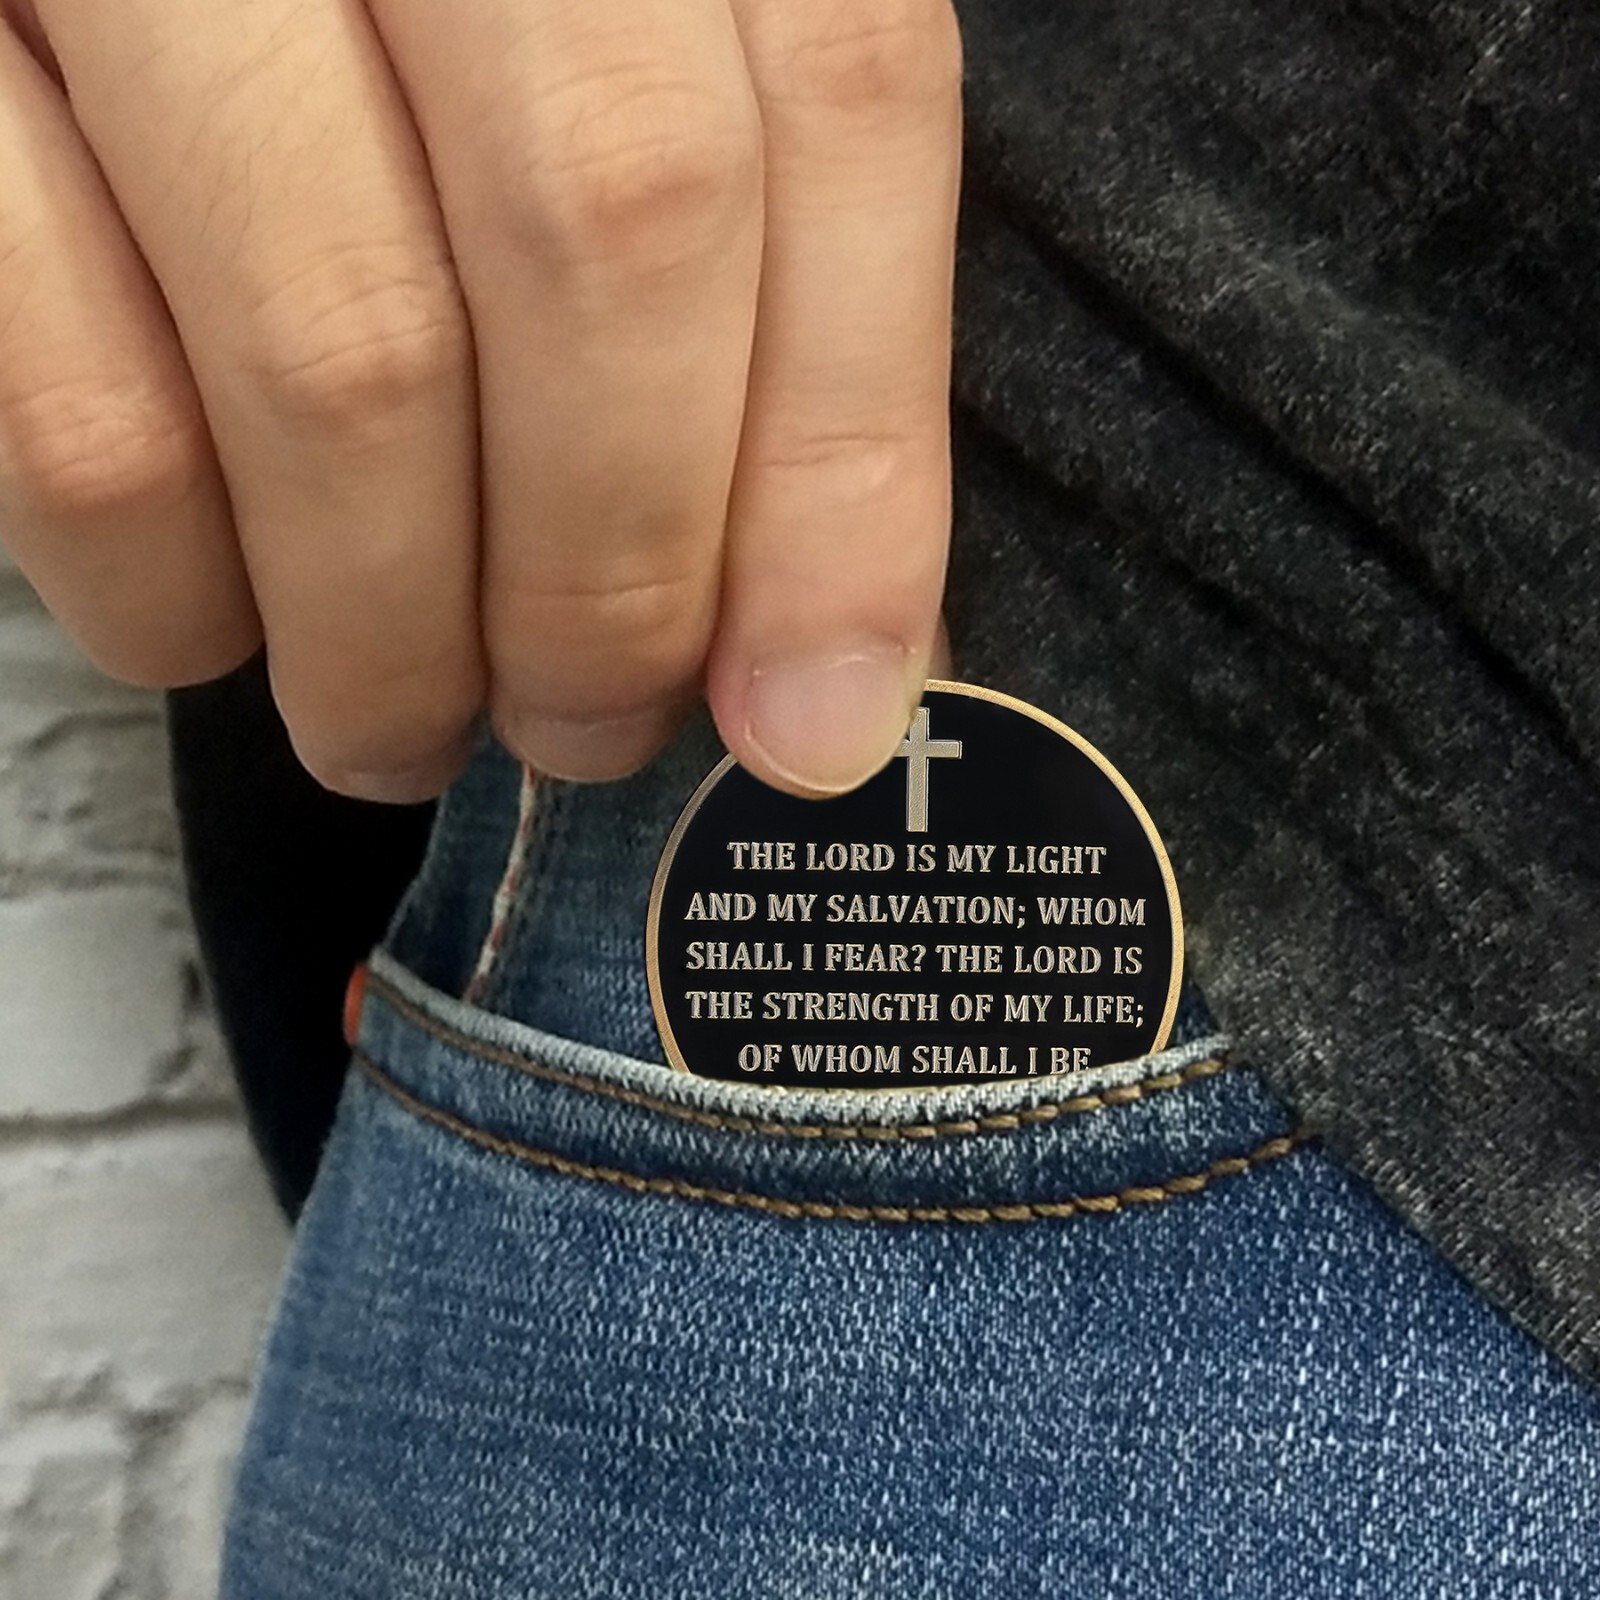 THE LORD IS MY LIGHT
AND MY SALVATION; WHOM
SHALL I FEAR? THE LORD IS
THE STRENGTH OF MY LIFE;
OF WHOM SHALL I BE